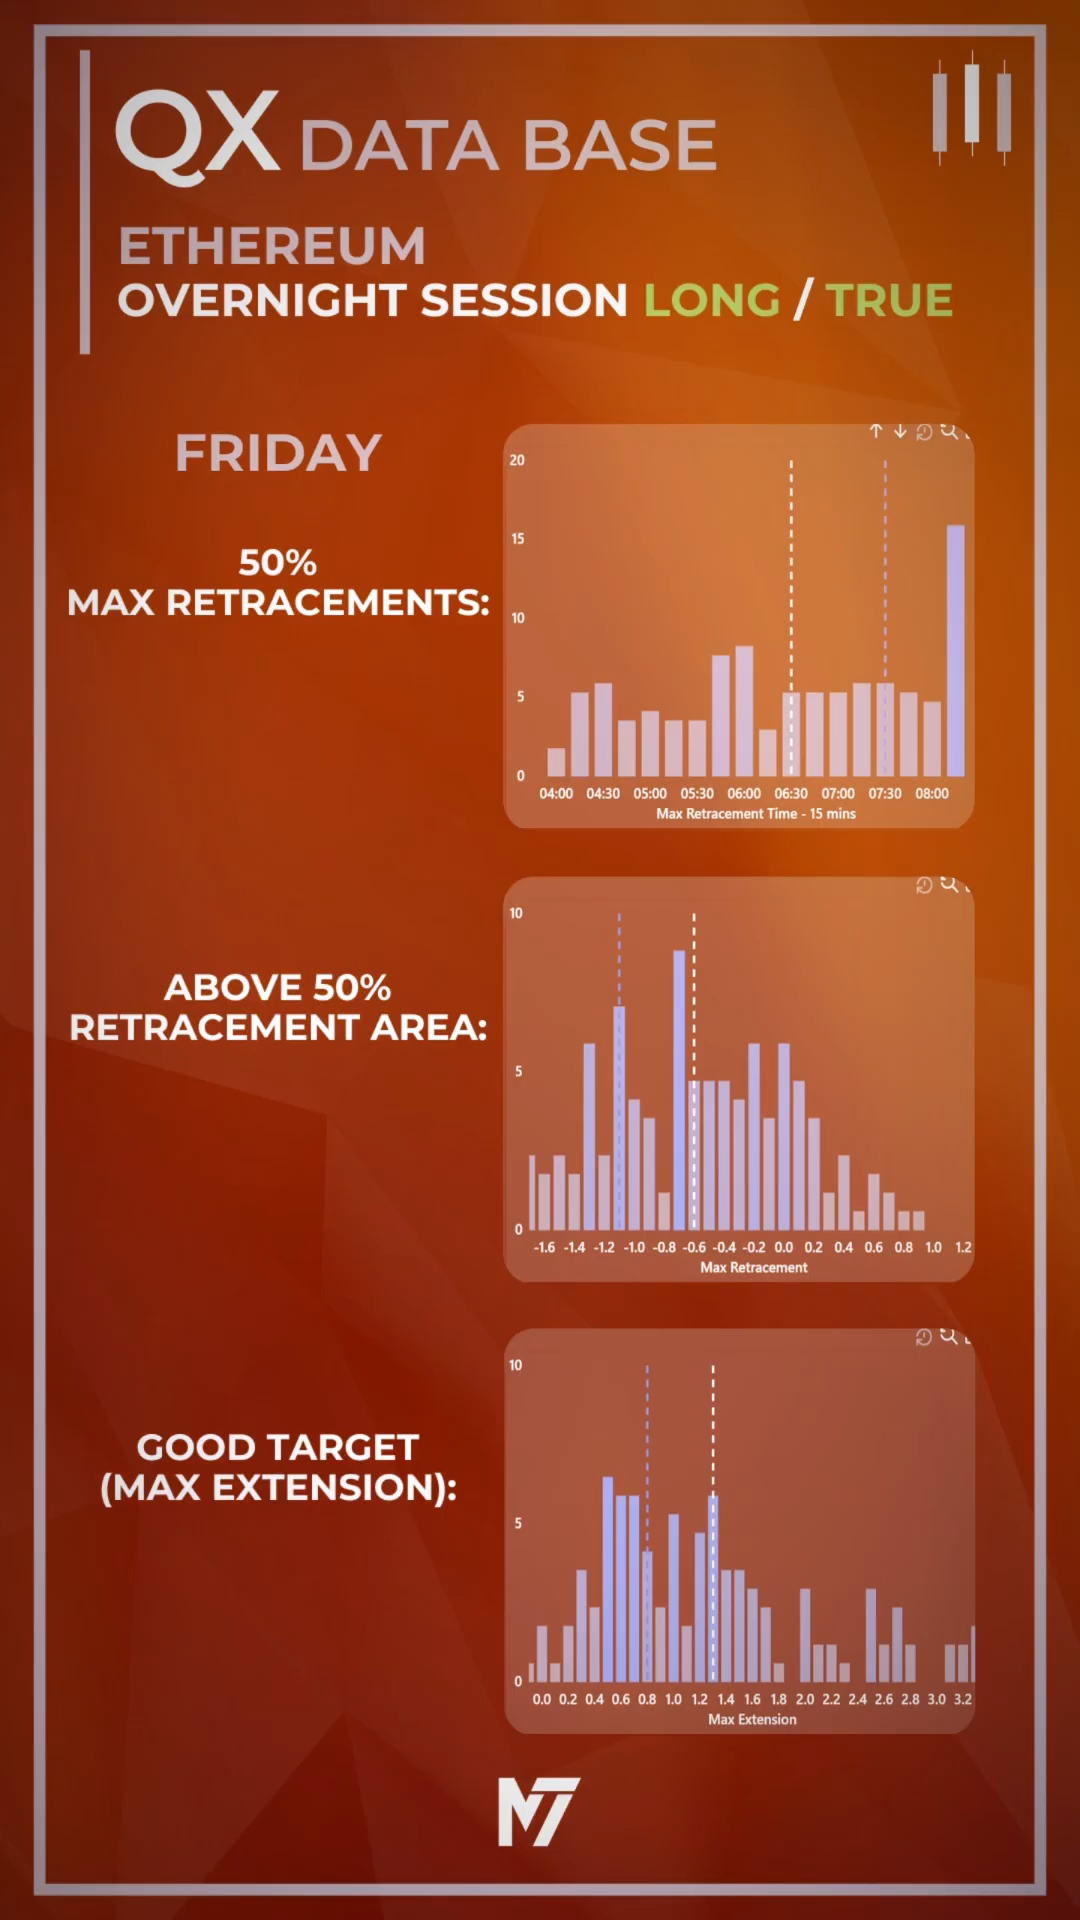 QX DATA BASE
ETHEREUM
OVERNIGHT SESSION LONG / TRUE
FRIDAY
50%
MAX RETRACEMENTS:
20
15
10
5
0
04:00 04:30 05:00 05:30 06:00 06:30 07:00 07:30 08:00
Max Retracement Time - 15 mins
ABOVE 50%
RETRACEMENT AREA:
10
5
0
-1.6 -1.4 -1.2 -1.0 -0.8 -0.6 -0.4 -0.2 0.0 0.2 0.4 0.6 0.8 1.0 1.2
Max Retracement
GOOD TARGET
(MAX EXTENSION):
10
5
0
0.0 0.2 0.4 0.6 0.8 1.0 1.2 1.4 1.6 1.8 2.0 2.2 2.4 2.6 2.8 3.0 3.2
Max Extension